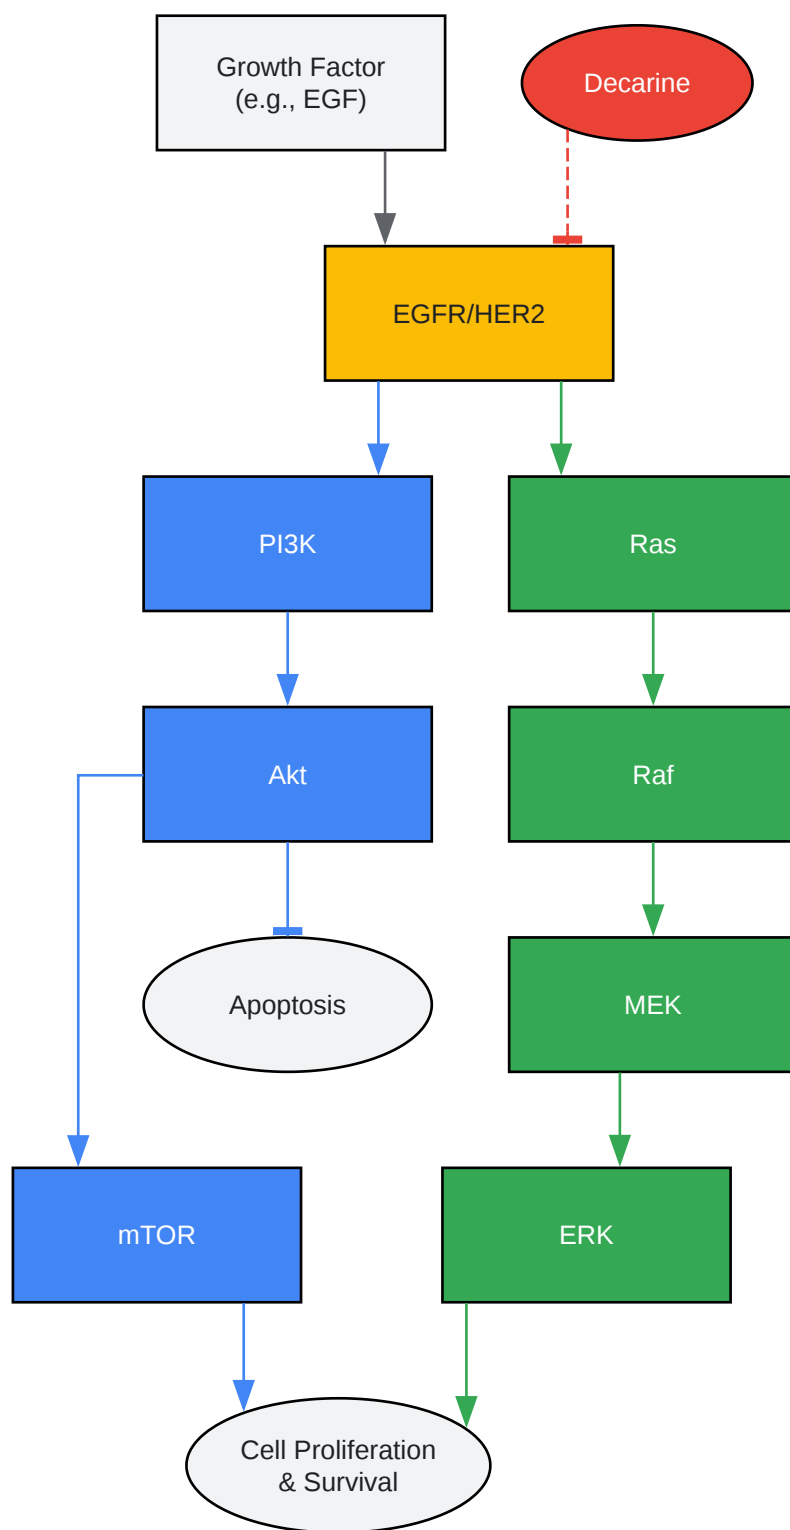 Growth Factor
(e.g., EGF)
Decarine
EGFR/HER2
PI3K
Ras
Akt
Raf
Apoptosis
MEK
mTOR
ERK
Cell Proliferation
& Survival